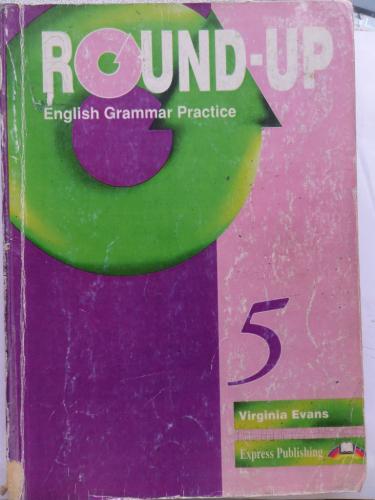 ROUND-UP
English Grammar Practice
5
Virginia Evans
Express Publishing